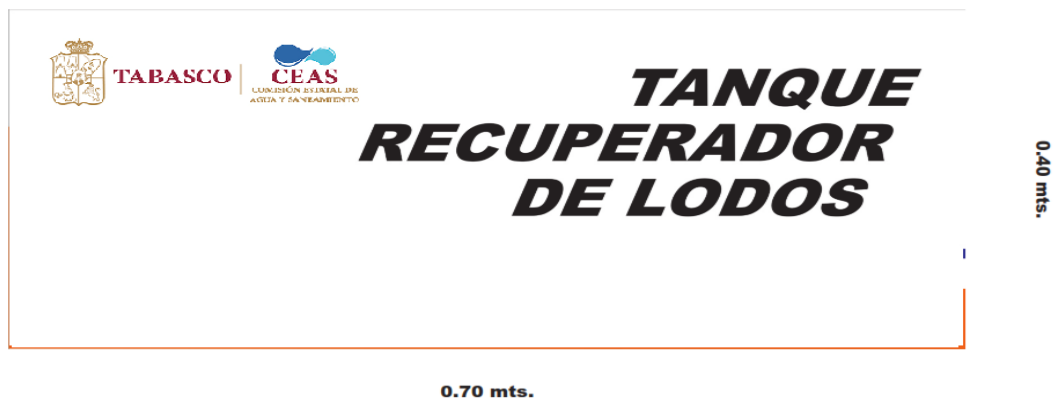 TABASCO
CEAS
COMISIÓN ESTATAL DE
AGUA Y SANEAMIENTO
TANQUE
RECUPERADOR
DE LODOS
0.40 mts.
0.70 mts.